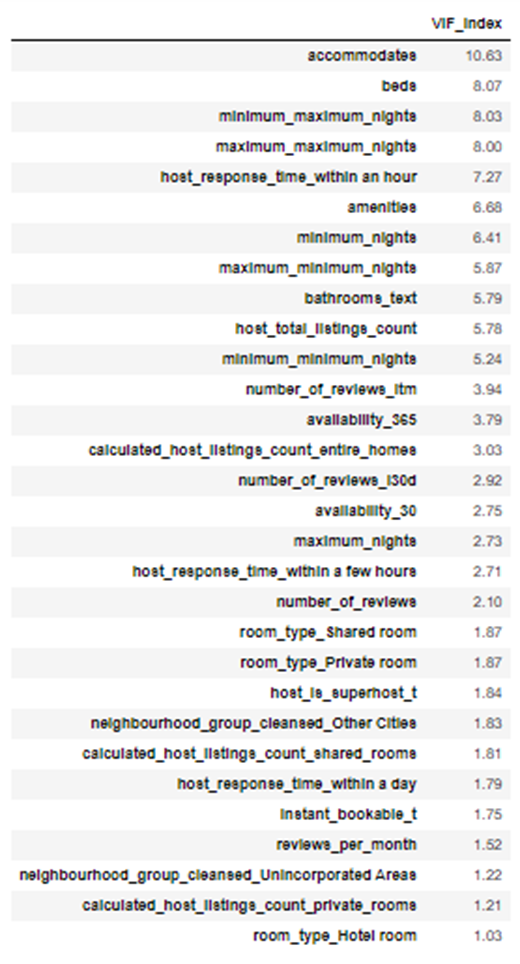 VIF_Index
accommodates 10.63
beds 8.07
minimum_maximum_nights 8.03
maximum_maximum_nights 8.00
host_response_time_within an hour 7.27
amenities 6.68
minimum_nights 6.41
maximum_minimum_nights 5.87
bathrooms_text 5.79
host_total_listings_count 5.78
minimum_minimum_nights 5.24
number_of_reviews_ltm 3.94
availability_365 3.79
calculated_host_listings_count_entire_homes 3.03
number_of_reviews_l30d 2.92
availability_30 2.75
maximum_nights 2.73
host_response_time_within a few hours 2.71
number_of_reviews 2.10
room_type_Shared room 1.87
room_type_Private room 1.87
host_is_superhost_t 1.84
neighbourhood_group_cleansed_Other Cities 1.83
calculated_host_listings_count_shared_rooms 1.81
host_response_time_within a day 1.79
instant_bookable_t 1.75
reviews_per_month 1.52
neighbourhood_group_cleansed_Unincorporated Areas 1.22
calculated_host_listings_count_private_rooms 1.21
room_type_Hotel room 1.03